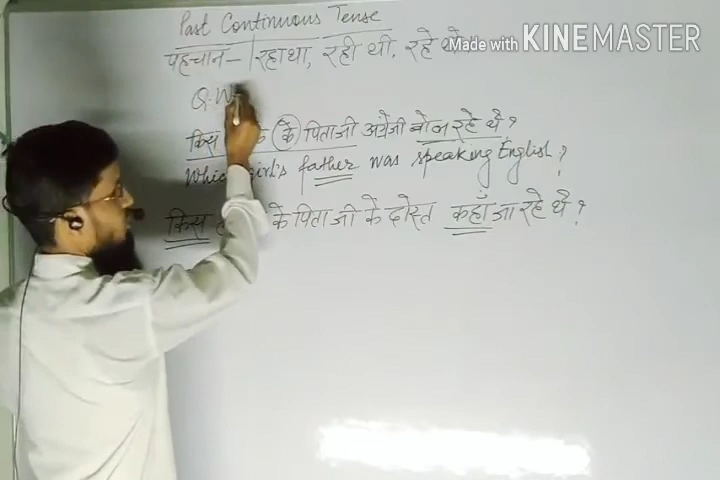 Past Continuous Tense
Made with KINEMASTER
पहचान- रहा था, रही थी. रहे थे
Q.W
किस के पिताजी अंग्रेजी बोल रहे थे?
girl's father was speaking English?
किस के पिताजी के दोस्त कहाँ जा रहे थे?